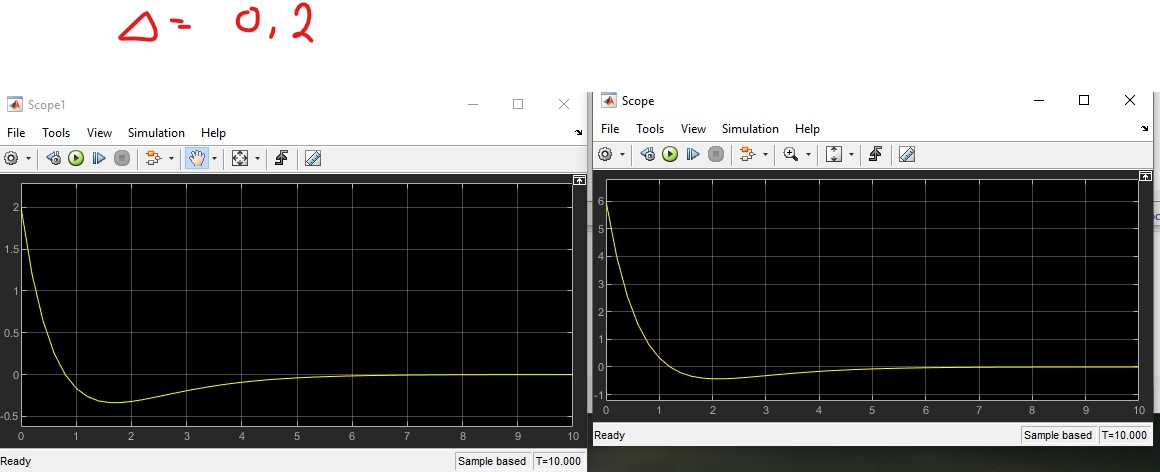 Δ= 0,2
Scope1
File Tools View Simulation Help
2
1.5
1
0.5
0
-0.5
0 1 2 3 4 5 6 7 8 9 10
Ready Sample based T=10.000
Scope
File Tools View Simulation Help
6
5
4
3
2
1
0
-1
0 1 2 3 4 5 6 7 8 9 10
Ready Sample based T=10.000